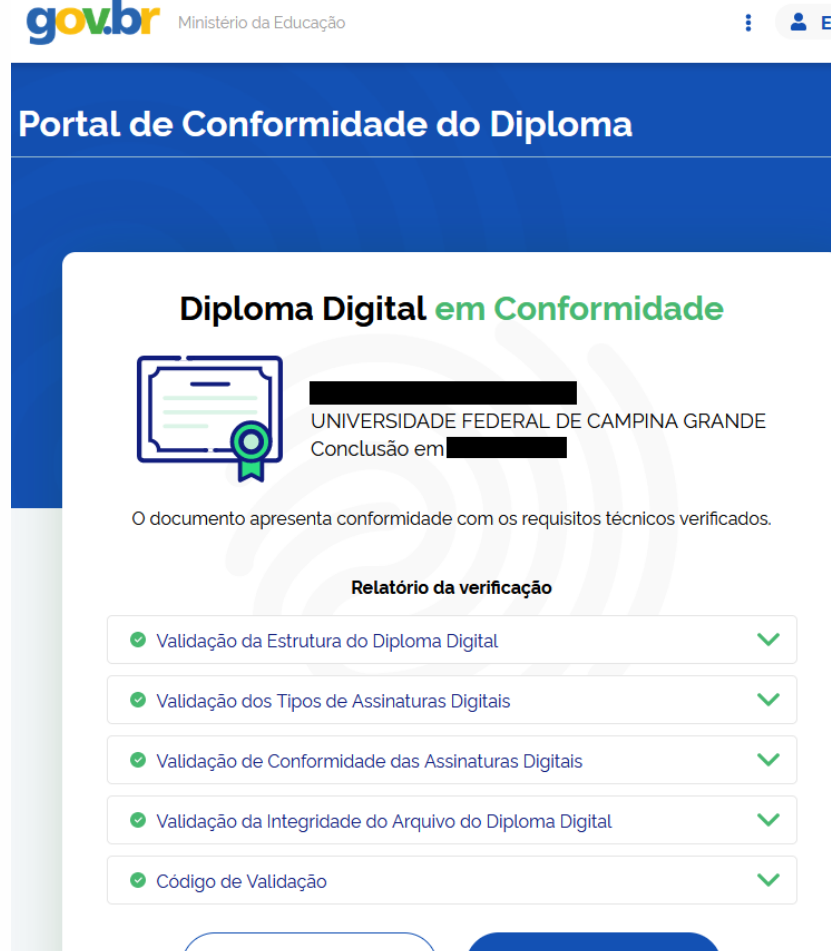 gov.br Ministério da Educação
Portal de Conformidade do Diploma
Diploma Digital em Conformidade
UNIVERSIDADE FEDERAL DE CAMPINA GRANDE
Conclusão em
O documento apresenta conformidade com os requisitos técnicos verificados.
Relatório da verificação
Validação da Estrutura do Diploma Digital
Validação dos Tipos de Assinaturas Digitais
Validação de Conformidade das Assinaturas Digitais
Validação da Integridade do Arquivo do Diploma Digital
Código de Validação